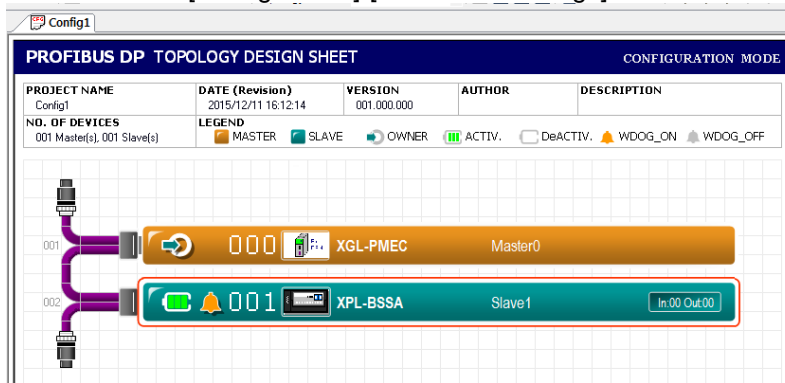 Config1
PROFIBUS DP TOPOLOGY DESIGN SHEET CONFIGURATION MODE
PROJECT NAME DATE (Revision) VERSION AUTHOR DESCRIPTION
Config1 2015/12/11 16:12:14 001.000.000
NO. OF DEVICES LEGEND
001 Master(s), 001 Slave(s) MASTER SLAVE OWNER ACTIV. DeACTIV. WDOG_ON WDOG_OFF
001 000 XGL-PMEC Master0
002 001 XPL-BSSA Slave1 In:00 Out:00